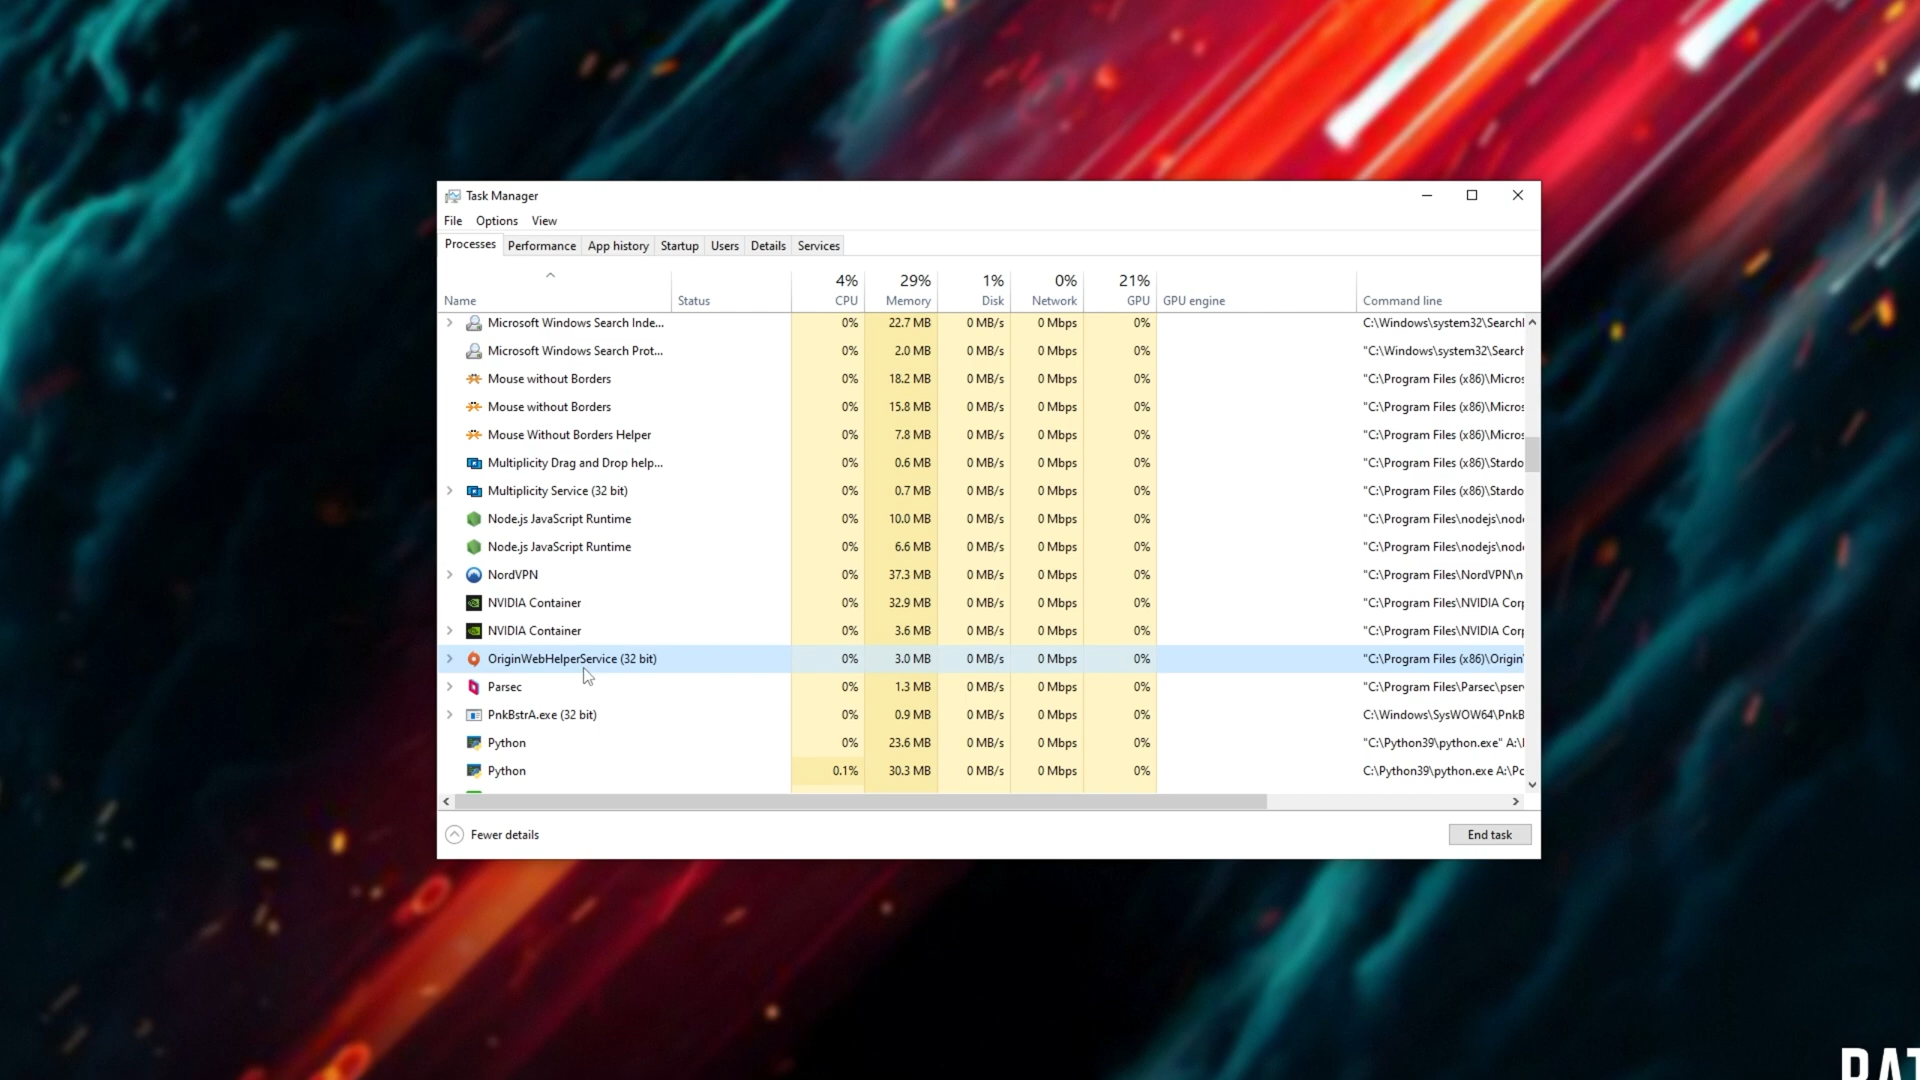 Task Manager
File Options View
Processes Performance App history Startup Users Details Services
4% 29% 1% 0% 21%
Name Status CPU Memory Disk Network GPU GPU engine Command line
Microsoft Windows Search Inde... 0% 22.7 MB 0 MB/s 0 Mbps 0% C:\Windows\system32\SearchI
Microsoft Windows Search Prot... 0% 2.0 MB 0 MB/s 0 Mbps 0% "C:\Windows\system32\Search
Mouse without Borders 0% 18.2 MB 0 MB/s 0 Mbps 0% "C:\Program Files (x86)\Micros
Mouse without Borders 0% 15.8 MB 0 MB/s 0 Mbps 0% "C:\Program Files (x86)\Micros
Mouse Without Borders Helper 0% 7.8 MB 0 MB/s 0 Mbps 0% "C:\Program Files (x86)\Micros
Multiplicity Drag and Drop help... 0% 0.6 MB 0 MB/s 0 Mbps 0% "C:\Program Files (x86)\Stardo
Multiplicity Service (32 bit) 0% 0.7 MB 0 MB/s 0 Mbps 0% "C:\Program Files (x86)\Stardo
Node.js JavaScript Runtime 0% 10.0 MB 0 MB/s 0 Mbps 0% "C:\Program Files\nodejs\nod
Node.js JavaScript Runtime 0% 6.6 MB 0 MB/s 0 Mbps 0% "C:\Program Files\nodejs\nod
NordVPN 0% 37.3 MB 0 MB/s 0 Mbps 0% "C:\Program Files\NordVPN\n
NVIDIA Container 0% 32.9 MB 0 MB/s 0 Mbps 0% "C:\Program Files\NVIDIA Corp
NVIDIA Container 0% 3.6 MB 0 MB/s 0 Mbps 0% "C:\Program Files\NVIDIA Corp
OriginWebHelperService (32 bit) 0% 3.0 MB 0 MB/s 0 Mbps 0% "C:\Program Files (x86)\Origin
Parsec 0% 1.3 MB 0 MB/s 0 Mbps 0% "C:\Program Files\Parsec\pser
PnkBstrA.exe (32 bit) 0% 0.9 MB 0 MB/s 0 Mbps 0% C:\Windows\SysWOW64\PnkB
Python 0% 23.6 MB 0 MB/s 0 Mbps 0% "C:\Python39\python.exe" A:\
Python 0.1% 30.3 MB 0 MB/s 0 Mbps 0% C:\Python39\python.exe A:\Pc
Fewer details End task